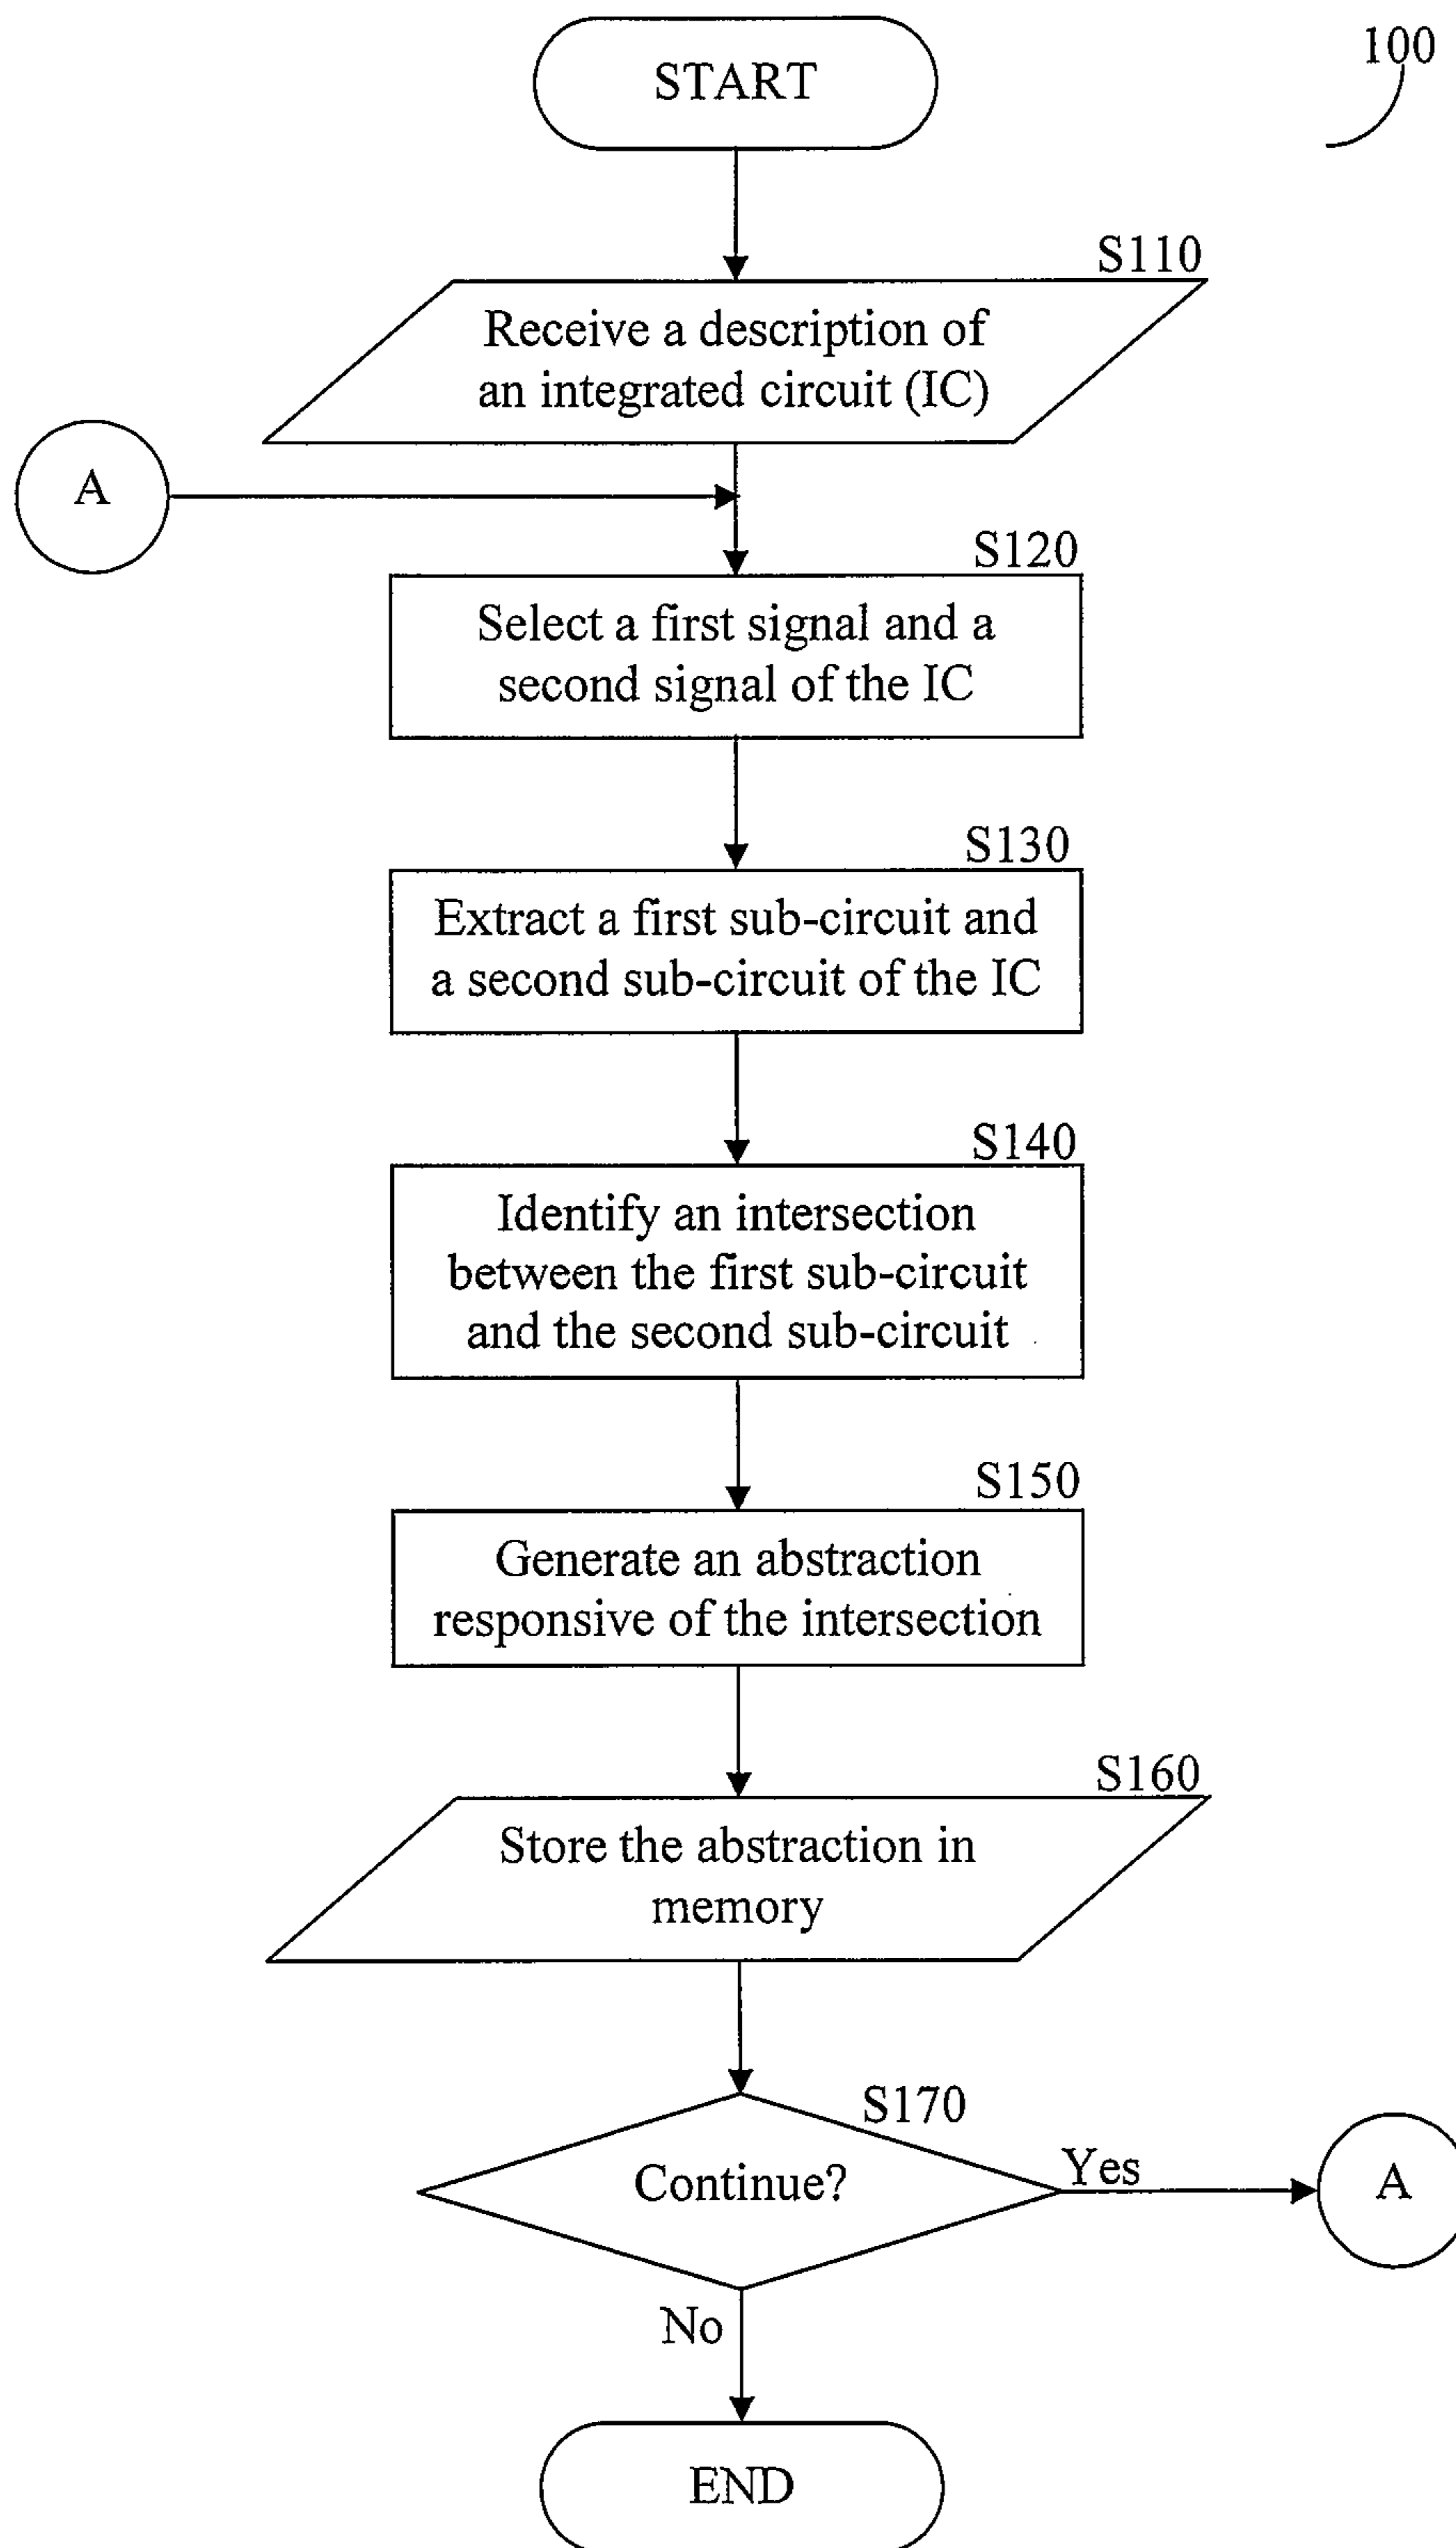 START
100
S110
Receive a description of
an integrated circuit (IC)
A
S120
Select a first signal and a
second signal of the IC
S130
Extract a first sub-circuit and
a second sub-circuit of the IC
S140
Identify an intersection
between the first sub-circuit
and the second sub-circuit
S150
Generate an abstraction
responsive of the intersection
S160
Store the abstraction in
memory
S170
Continue?
Yes
A
No
END